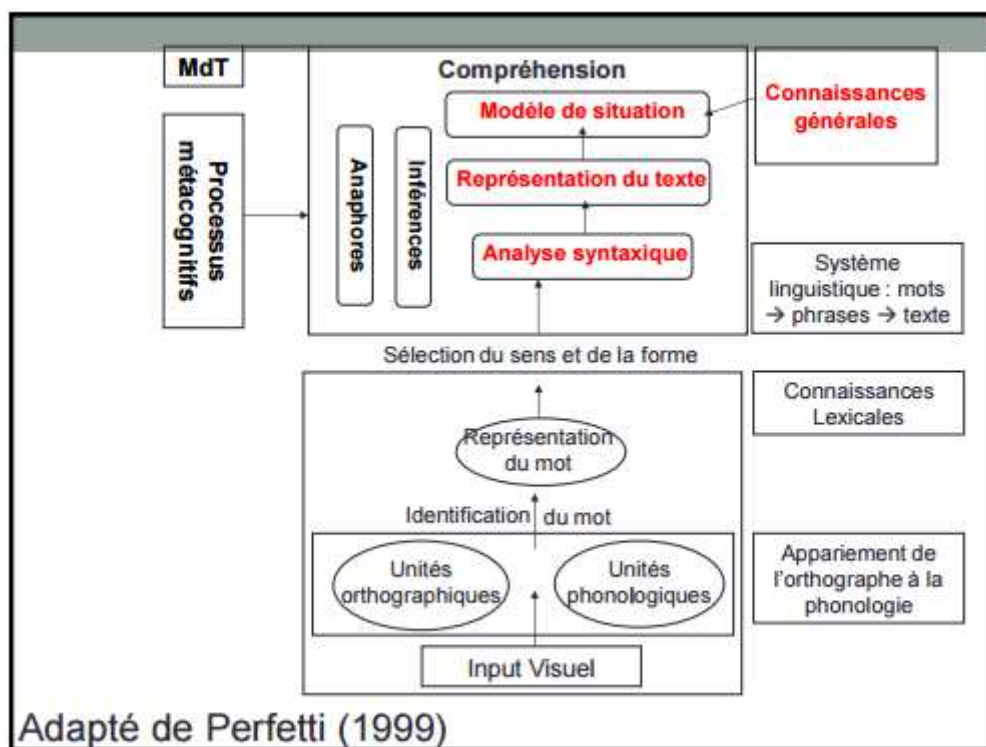 MdT
Processus
métacognitifs
Compréhension
Anaphores
Inférences
Modèle de situation
Représentation du texte
Analyse syntaxique
Connaissances
générales
Système
linguistique : mots
→ phrases → texte
Sélection du sens et de la forme
Connaissances
Lexicales
Représentation
du mot
Identification du mot
Unités
orthographiques
Unités
phonologiques
Appariement de
l'orthographe à la
phonologie
Input Visuel
Adapté de Perfetti (1999)